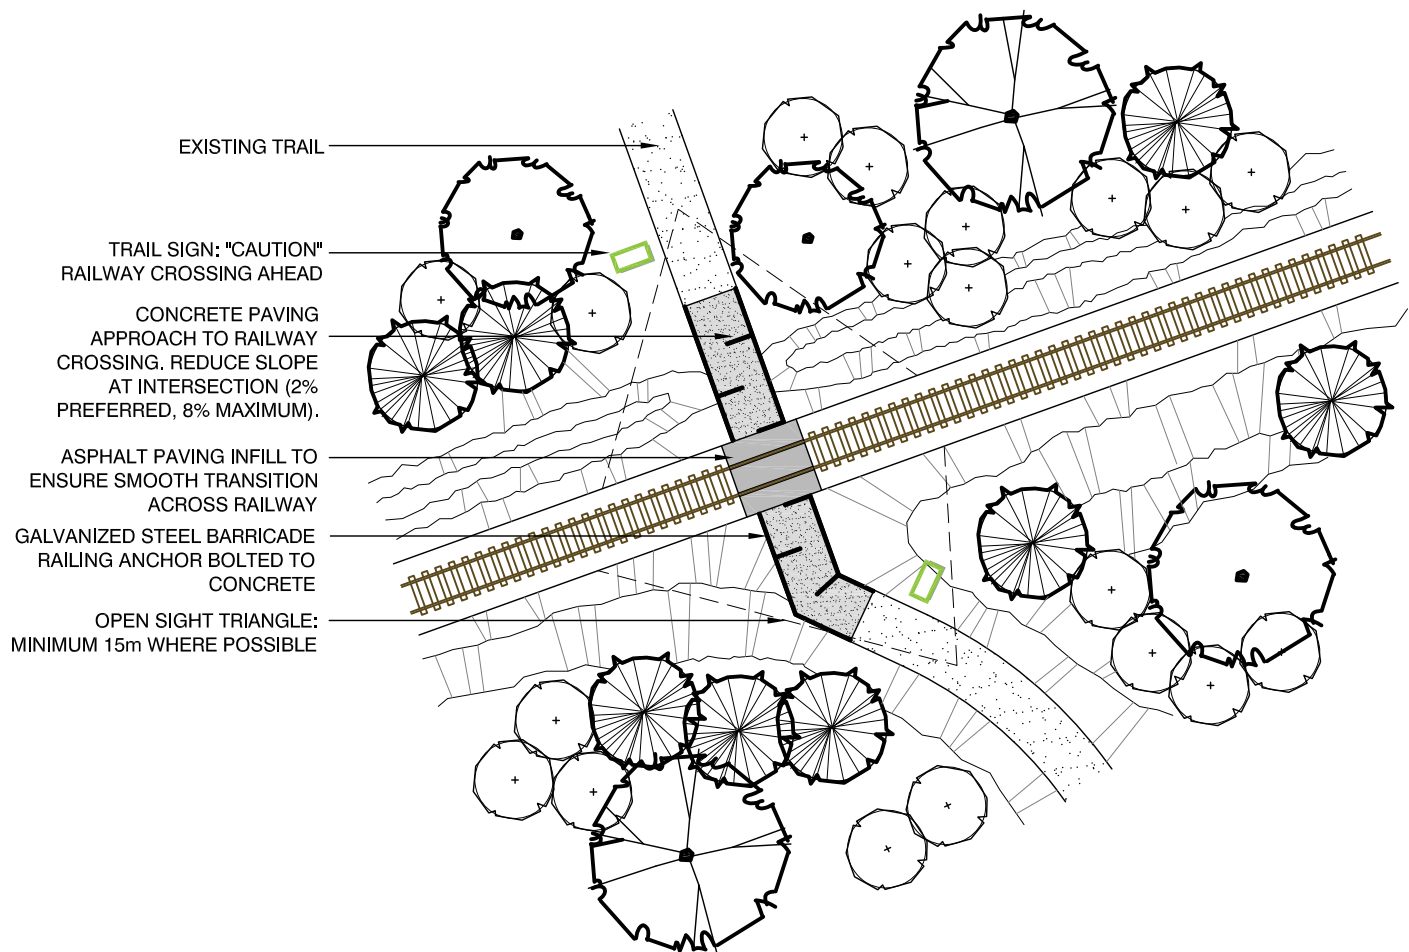 EXISTING TRAIL
TRAIL SIGN: "CAUTION"
RAILWAY CROSSING AHEAD
CONCRETE PAVING
APPROACH TO RAILWAY
CROSSING. REDUCE SLOPE
AT INTERSECTION (2%
PREFERRED, 8% MAXIMUM).
ASPHALT PAVING INFILL TO
ENSURE SMOOTH TRANSITION
ACROSS RAILWAY
GALVANIZED STEEL BARRICADE
RAILING ANCHOR BOLTED TO
CONCRETE
OPEN SIGHT TRIANGLE:
MINIMUM 15m WHERE POSSIBLE